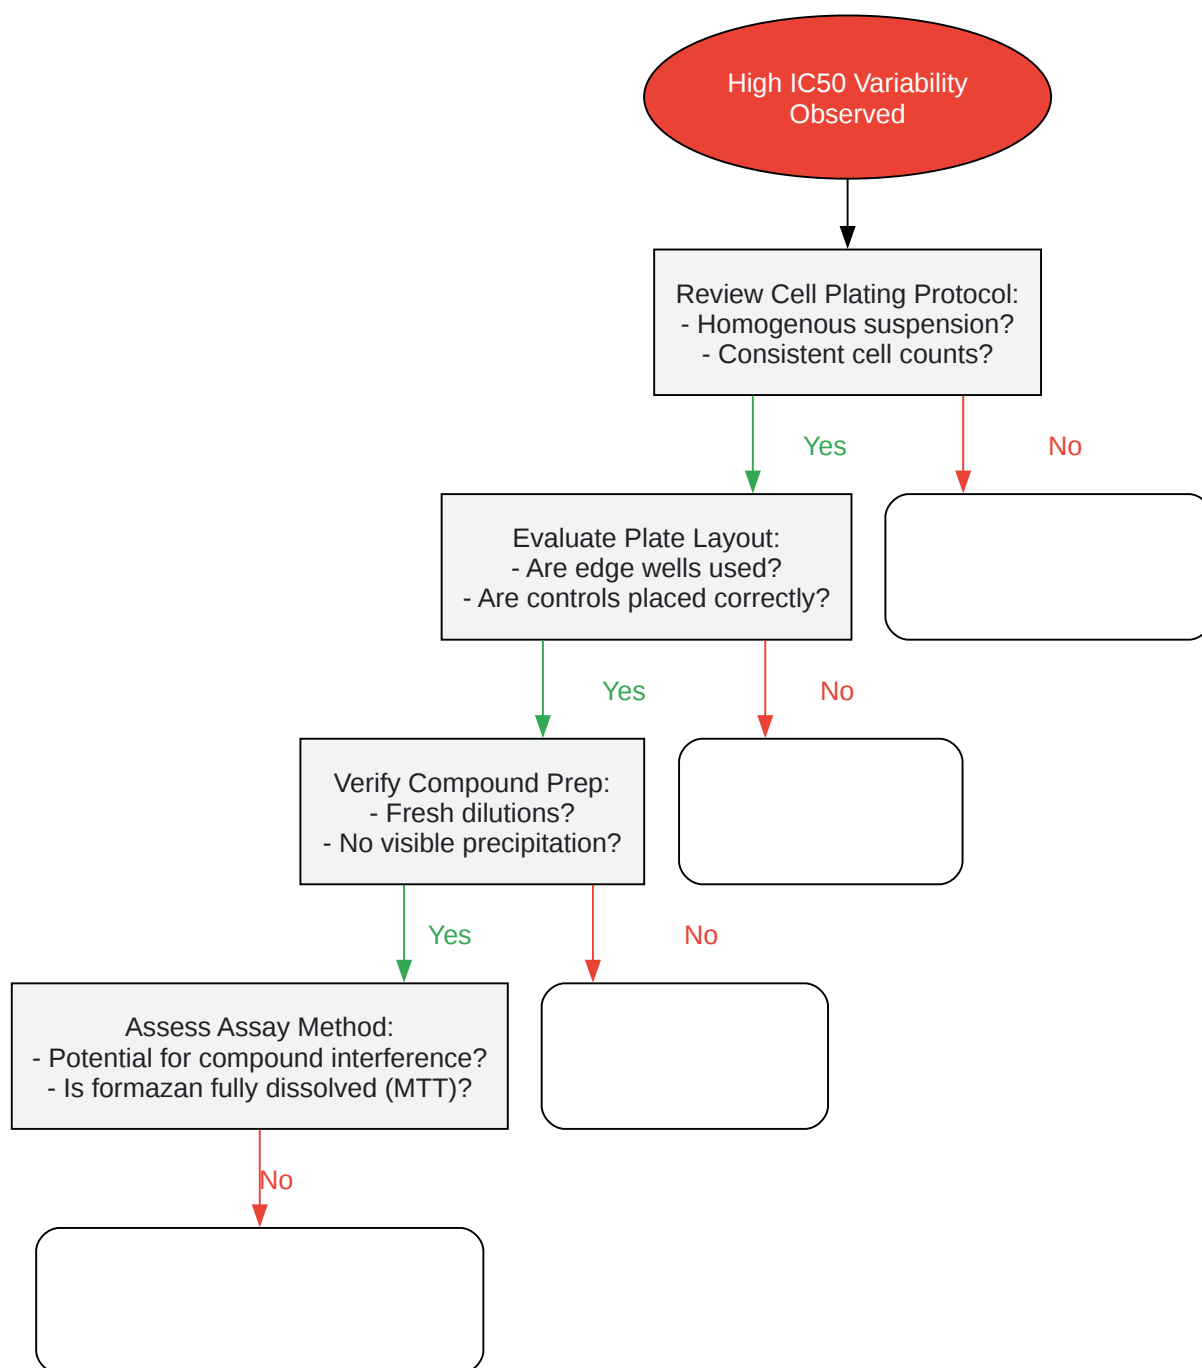 High IC50 Variability
Observed
Review Cell Plating Protocol:
- Homogenous suspension?
- Consistent cell counts?
Yes
No
Evaluate Plate Layout:
- Are edge wells used?
- Are controls placed correctly?
Yes
No
Verify Compound Prep:
- Fresh dilutions?
- No visible precipitation?
Yes
No
Assess Assay Method:
- Potential for compound interference?
- Is formazan fully dissolved (MTT)?
No